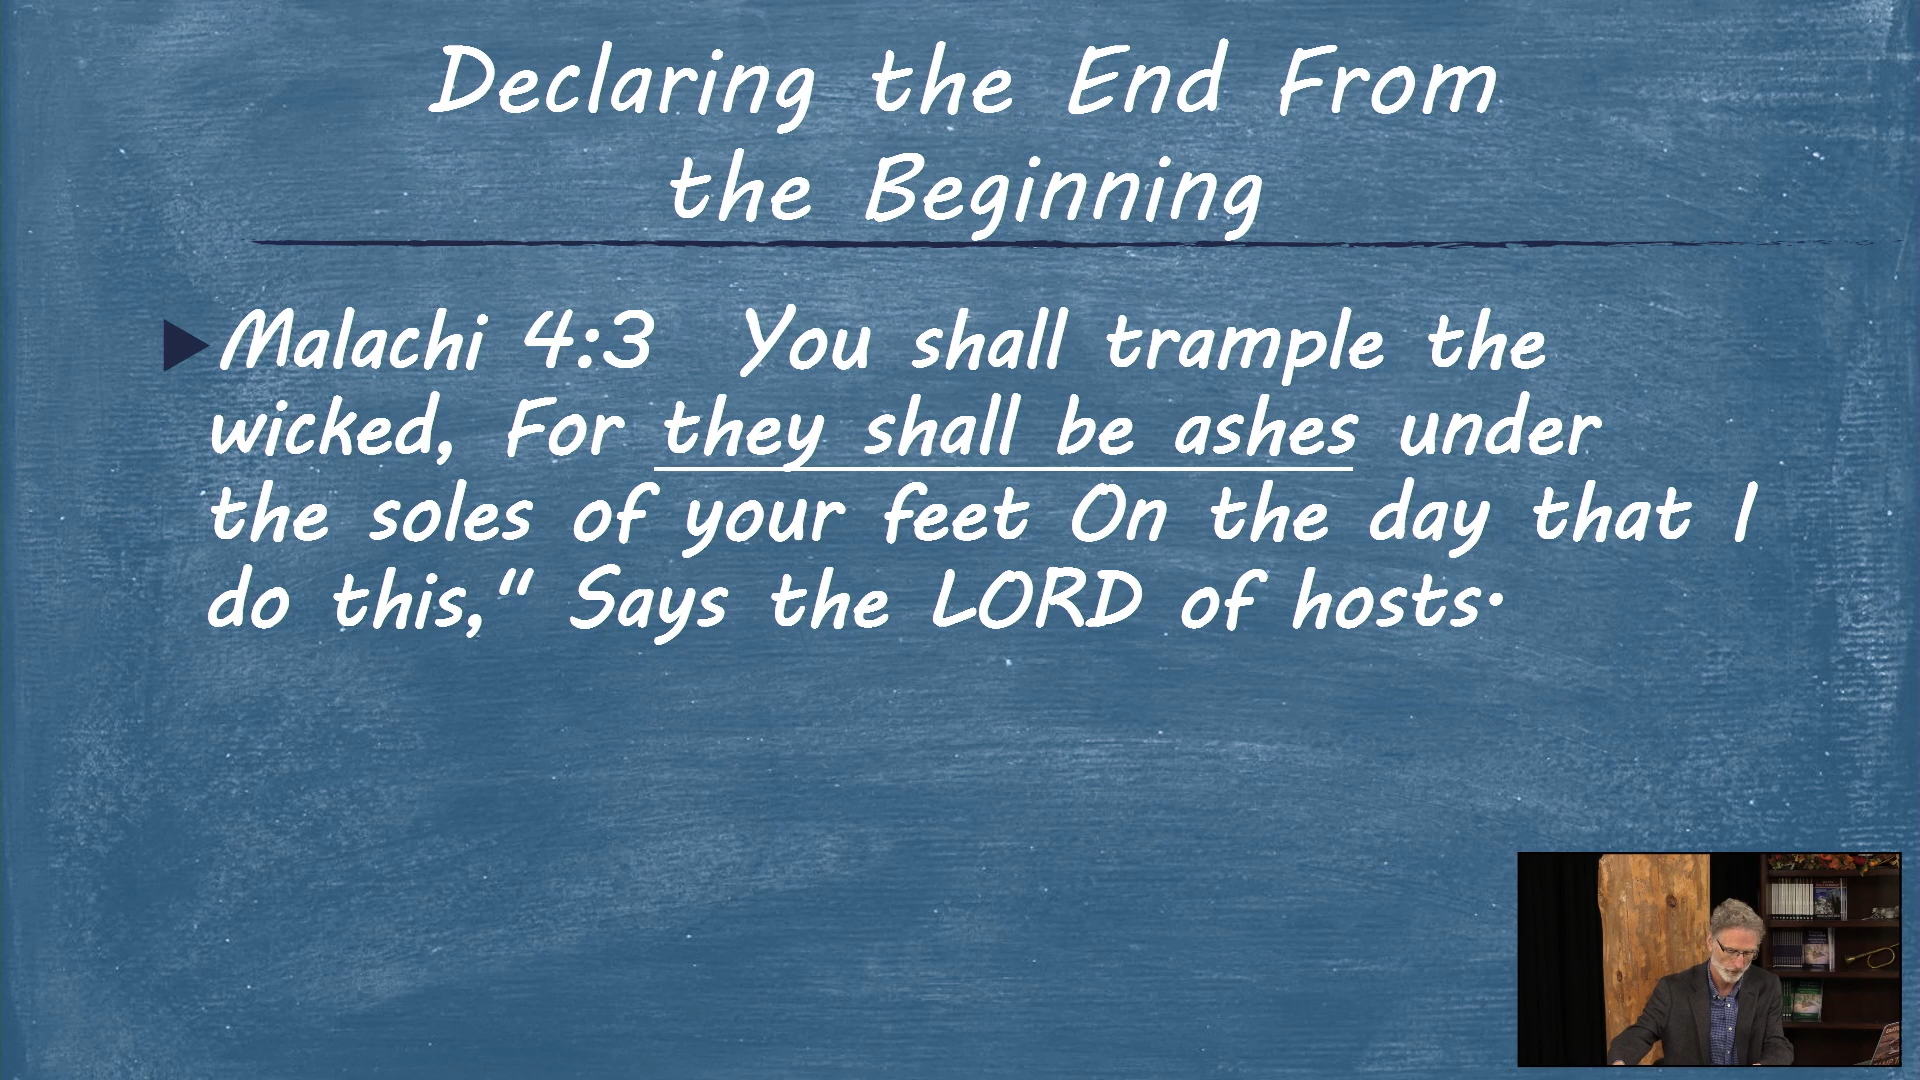 Declaring the End From
the Beginning
Malachi 4:3 You shall trample the
wicked, For they shall be ashes under
the soles of your feet On the day that I
do this," Says the LORD of hosts.